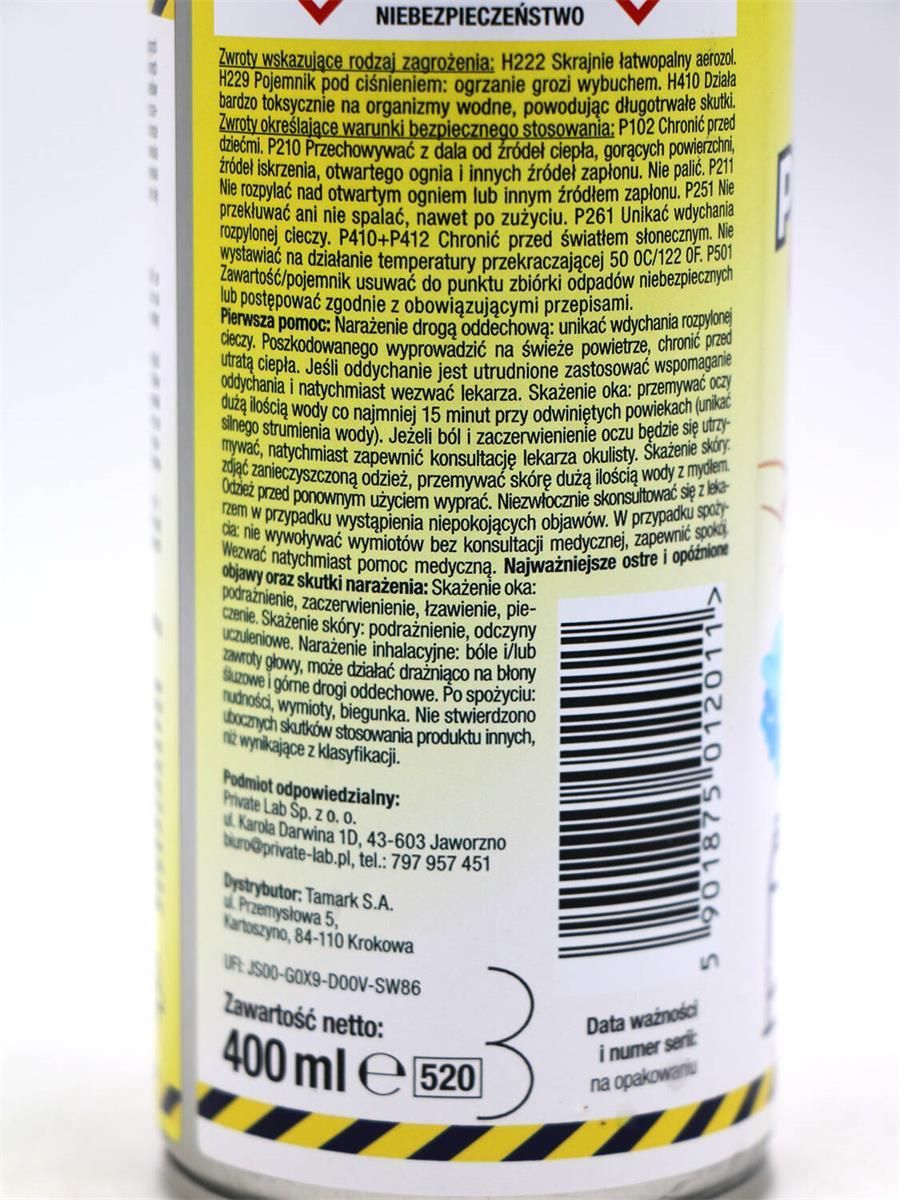 NIEBEZPIECZEŃSTWO
Zwroty wskazujące rodzaj zagrożenia: H222 Skrajnie łatwopalny aerozol.
H229 Pojemnik pod ciśnieniem: ogrzanie grozi wybuchem. H410 Działa
bardzo toksycznie na organizmy wodne, powodując długotrwałe skutki.
Zwroty określające warunki bezpiecznego stosowania: P102 Chronić przed
dziećmi. P210 Przechowywać z dala od źródeł ciepła, gorących powierzchni,
źródeł iskrzenia, otwartego ognia i innych źródeł zapłonu. Nie palić. P211
Nie rozpylać nad otwartym ogniem lub innym źródłem zapłonu. P251 Nie
przekłuwać ani nie spalać, nawet po zużyciu. P261 Unikać wdychania
rozpylonej cieczy. P410+P412 Chronić przed światłem słonecznym. Nie
wystawiać na działanie temperatury przekraczającej 50 0C/122 0F. P501
Zawartość/pojemnik usuwać do punktu zbiórki odpadów niebezpiecznych
lub postępować zgodnie z obowiązującymi przepisami.
Pierwsza pomoc: Narażenie drogą oddechową: unikać wdychania rozpylonej
cieczy. Poszkodowanego wyprowadzić na świeże powietrze, chronić przed
utratą ciepła. Jeśli oddychanie jest utrudnione zastosować wspomaganie
oddychania i natychmiast wezwać lekarza. Skażenie oka: przemywać oczy
dużą ilością wody co najmniej 15 minut przy odwiniętych powiekach (unikać
silnego strumienia wody). Jeżeli ból i zaczerwienienie oczu będzie się utrzy-
mywać, natychmiast zapewnić konsultację lekarza okulisty. Skażenie skóry:
zdjąć zanieczyszczoną odzież, przemywać skórę dużą ilością wody z mydłem.
Odzież przed ponownym użyciem wyprać. Niezwłocznie skonsultować się z leka-
rzem w przypadku wystąpienia niepokojących objawów. W przypadku spoży-
cia: nie wywoływać wymiotów bez konsultacji medycznej, zapewnić spokój.
Wezwać natychmiast pomoc medyczną. Najważniejsze ostre i opóźnione
objawy oraz skutki narażenia: Skażenie oka:
podrażnienie, zaczerwienienie, łzawienie, pie-
czenie. Skażenie skóry: podrażnienie, odczyny
uczuleniowe. Narażenie inhalacyjne: bóle i/lub
zawroty głowy, może działać drażniąco na błony
śluzowe i górne drogi oddechowe. Po spożyciu:
nudności, wymioty, biegunka. Nie stwierdzono
ubocznych skutków stosowania produktu innych,
niż wynikające z klasyfikacji.
Podmiot odpowiedzialny:
Private Lab Sp. z o. o.
ul. Karola Darwina 1D, 43-603 Jaworzno
biuro@private-lab.pl, tel.: 797 957 451
Dystrybutor: Tamark S.A.
ul. Przemysłowa 5,
Kartoszyno, 84-110 Krokowa
UFI: JS00-G0X9-D00V-SW86
Zawartość netto:
400 ml e 520
3
5 901875 012011 >
Data ważności
i numer serii:
na opakowaniu